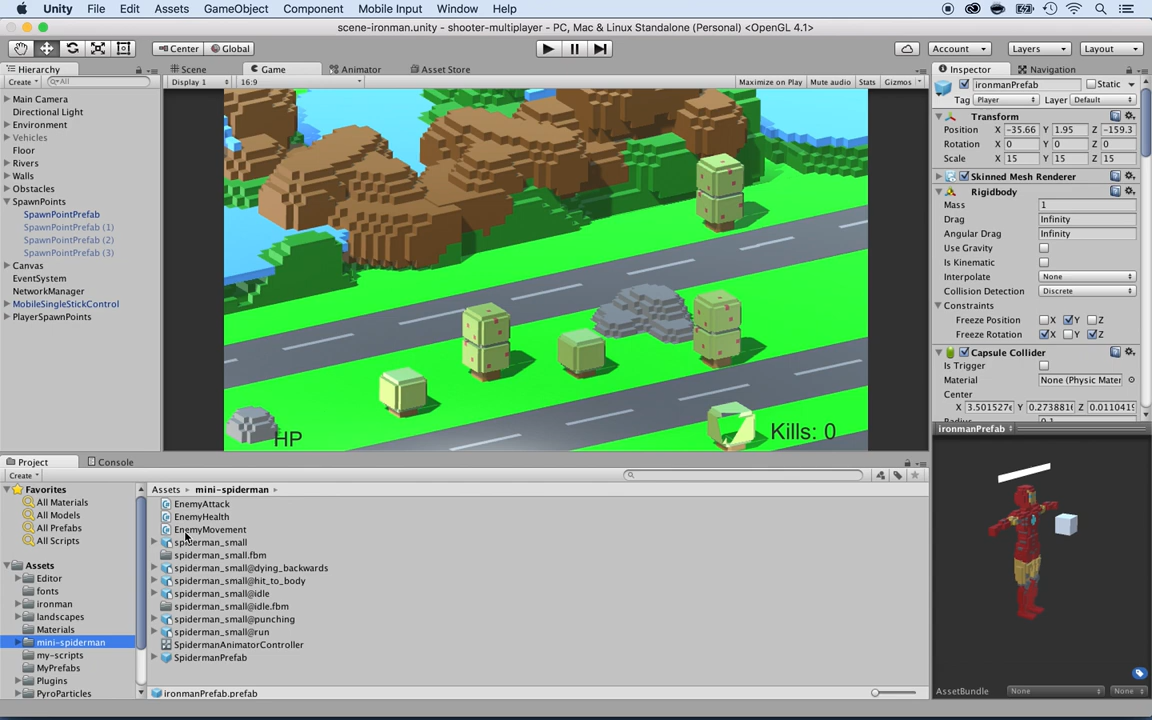 Unity File Edit Assets GameObject Component Mobile Input Window Help
scene-ironman.unity - shooter-multiplayer - PC, Mac & Linux Standalone (Personal) <OpenGL 4.1>
Center Global Account Layers Layout
Hierarchy Scene Game Animator Asset Store Inspector Navigation
Create All Display 1 16:9 Maximize on Play Mute audio Stats Gizmos
ironmanPrefab Static
Tag Player Layer Default
Main Camera
Directional Light
Environment
Vehicles
Floor
Rivers
Walls
Obstacles
SpawnPoints
SpawnPointPrefab
SpawnPointPrefab (1)
SpawnPointPrefab (2)
SpawnPointPrefab (3)
Canvas
EventSystem
NetworkManager
MobileSingleStickControl
PlayerSpawnPoints
HP
Kills: 0
Transform
Position X -35.66 Y 1.95 Z -159.3
Rotation X 0 Y 0 Z 0
Scale X 15 Y 15 Z 15
Skinned Mesh Renderer
Rigidbody
Mass 1
Drag Infinity
Angular Drag Infinity
Use Gravity
Is Kinematic
Interpolate None
Collision Detection Discrete
Constraints
Freeze Position X Y Z
Freeze Rotation X Y Z
Capsule Collider
Is Trigger
Material None (Physic Mater
Center
X 3.501527e Y 0.273881 Z 0.011041
ironmanPrefab
Project Console
Create
Favorites
All Materials
All Models
All Prefabs
All Scripts
Assets
Editor
fonts
ironman
landscapes
Materials
mini-spiderman
my-scripts
MyPrefabs
Plugins
PyroParticles
Assets mini-spiderman
EnemyAttack
EnemyHealth
EnemyMovement
spiderman_small
spiderman_small.fbm
spiderman_small@dying_backwards
spiderman_small@hit_to_body
spiderman_small@idle
spiderman_small@idle.fbm
spiderman_small@punching
spiderman_small@run
SpidermanAnimatorController
SpidermanPrefab
ironmanPrefab.prefab
AssetBundle None None